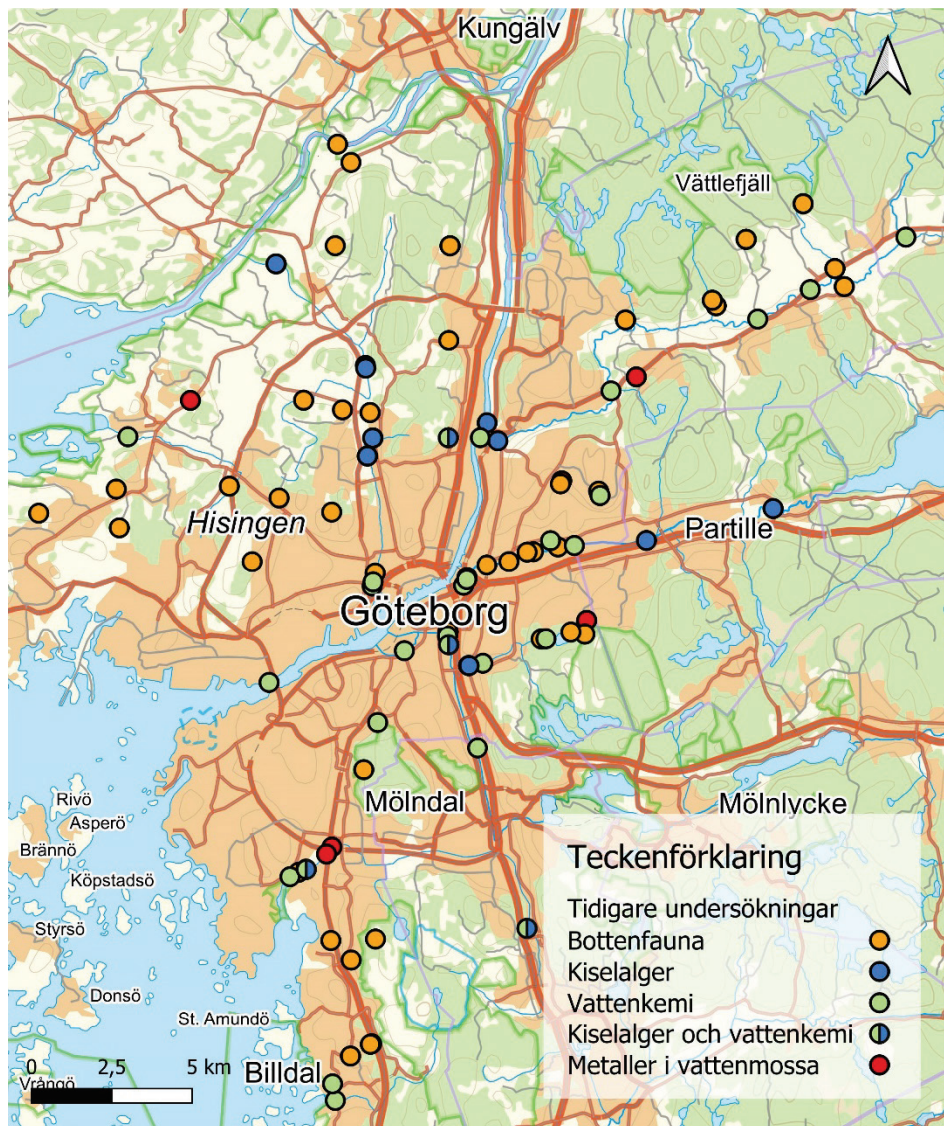 Kungälv
Vättlefjäll
Hisingen
Partille
Göteborg
Rivö
Asperö
Mölndal
Mölnlycke
Brännö
Köpstadsö
Styrsö
Donsö
St. Amundö
Billdal
Vrångö
0 2,5 5 km
Teckenförklaring
Tidigare undersökningar
Bottenfauna
Kiselalger
Vattenkemi
Kiselalger och vattenkemi
Metaller i vattenmossa